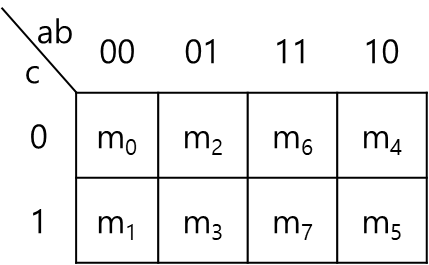 ab
c
00 01 11 10
0 m₀ m₂ m₆ m₄
1 m₁ m₃ m₇ m₅